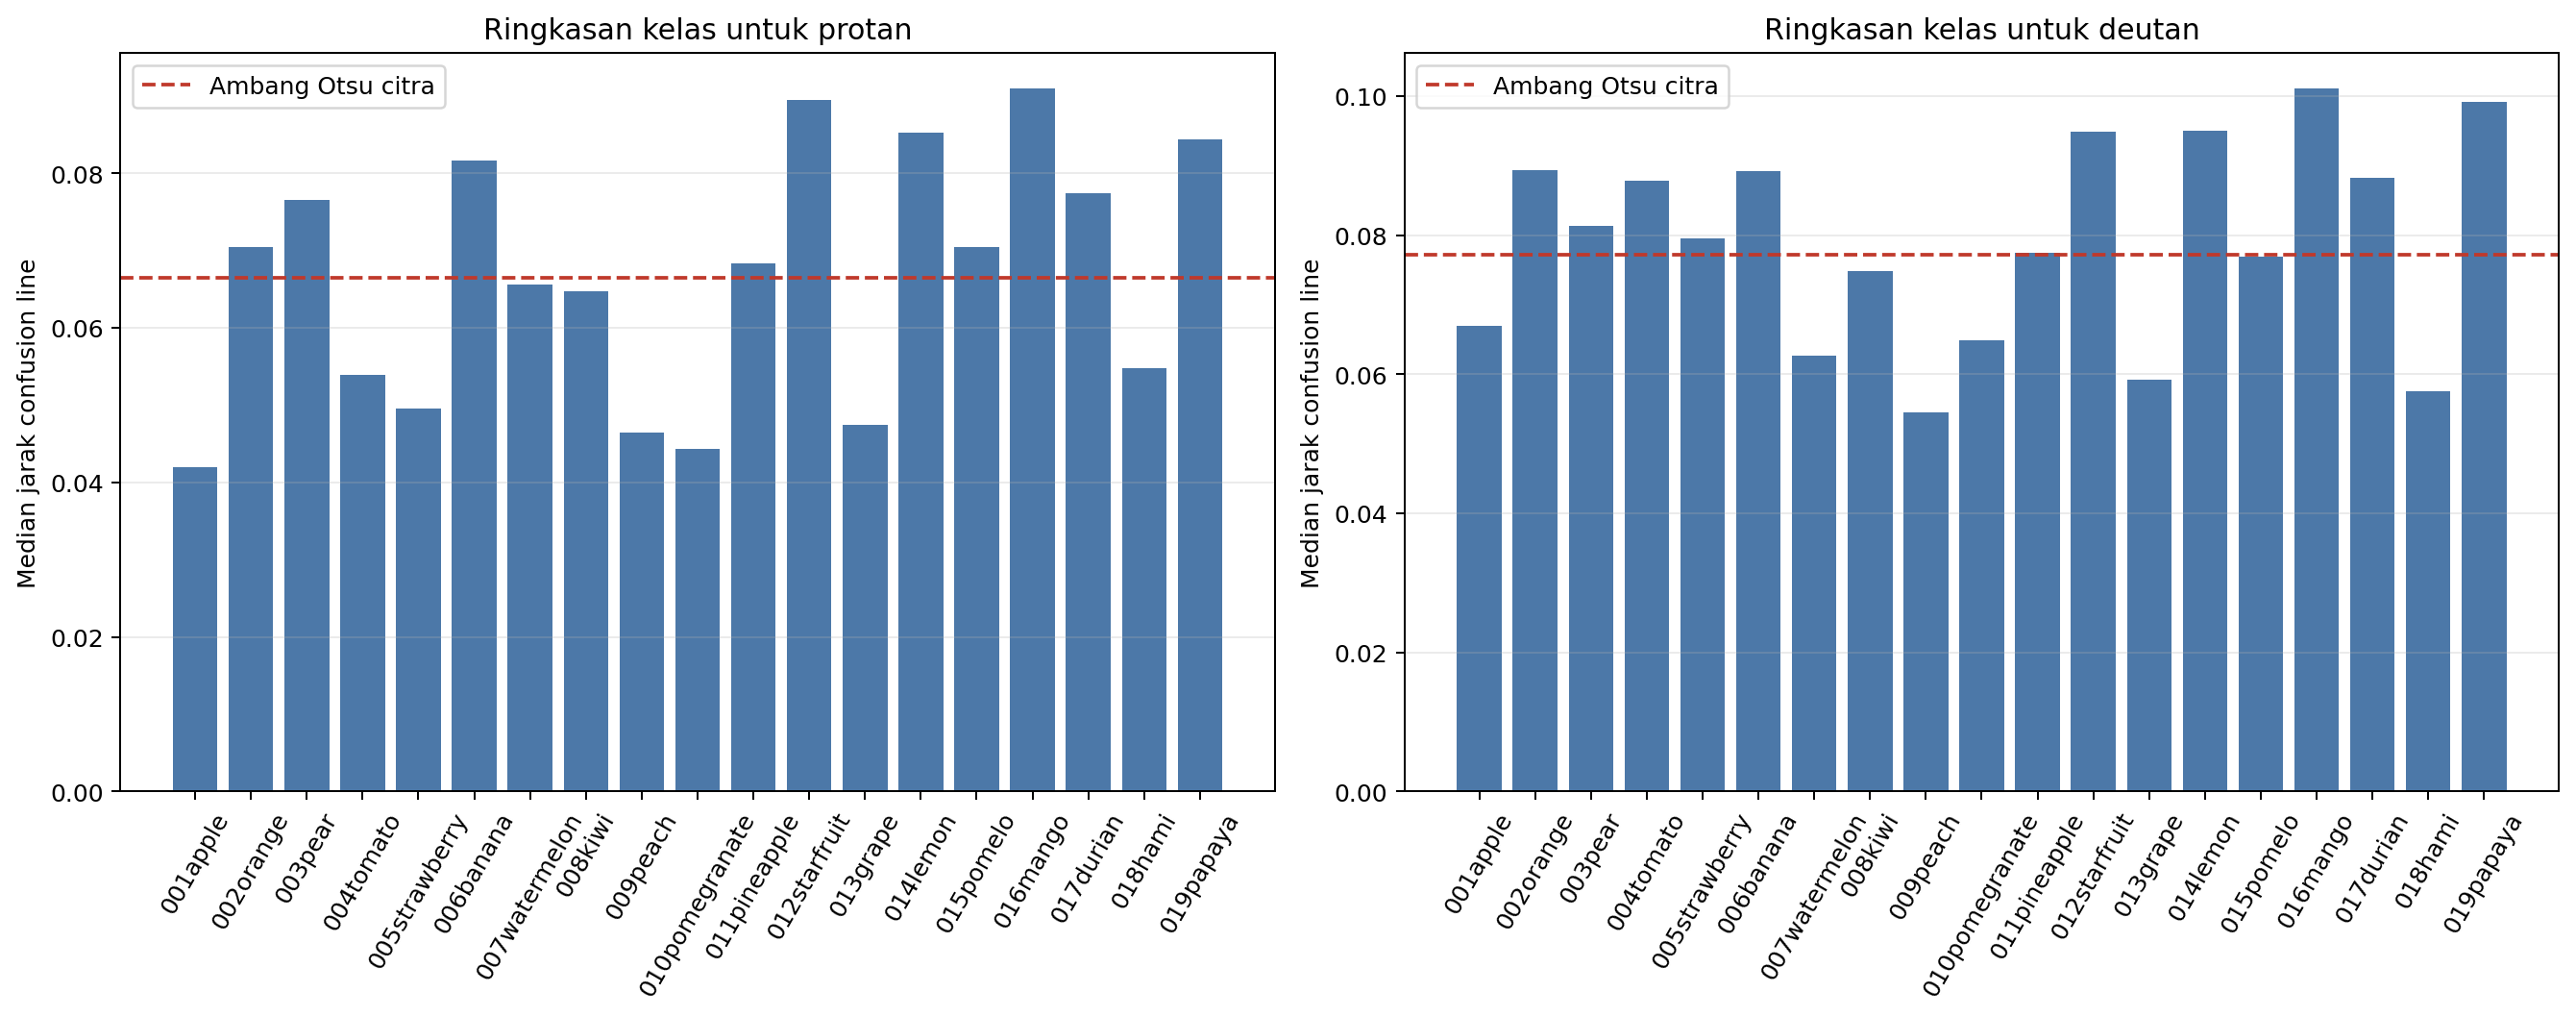 Ringkasan kelas untuk protan
Ambang Otsu citra
Median jarak confusion line
0.08
0.06
0.04
0.02
0.00
001apple
002orange
003pear
004tomato
005strawberry
006banana
007watermelon
008kiwi
009peach
010pomegranate
011pineapple
012starfruit
013grape
014lemon
015pomelo
016mango
017durian
018hami
019papaya
Ringkasan kelas untuk deutan
Ambang Otsu citra
Median jarak confusion line
0.10
0.08
0.06
0.04
0.02
0.00
001apple
002orange
003pear
004tomato
005strawberry
006banana
007watermelon
008kiwi
009peach
010pomegranate
011pineapple
012starfruit
013grape
014lemon
015pomelo
016mango
017durian
018hami
019papaya